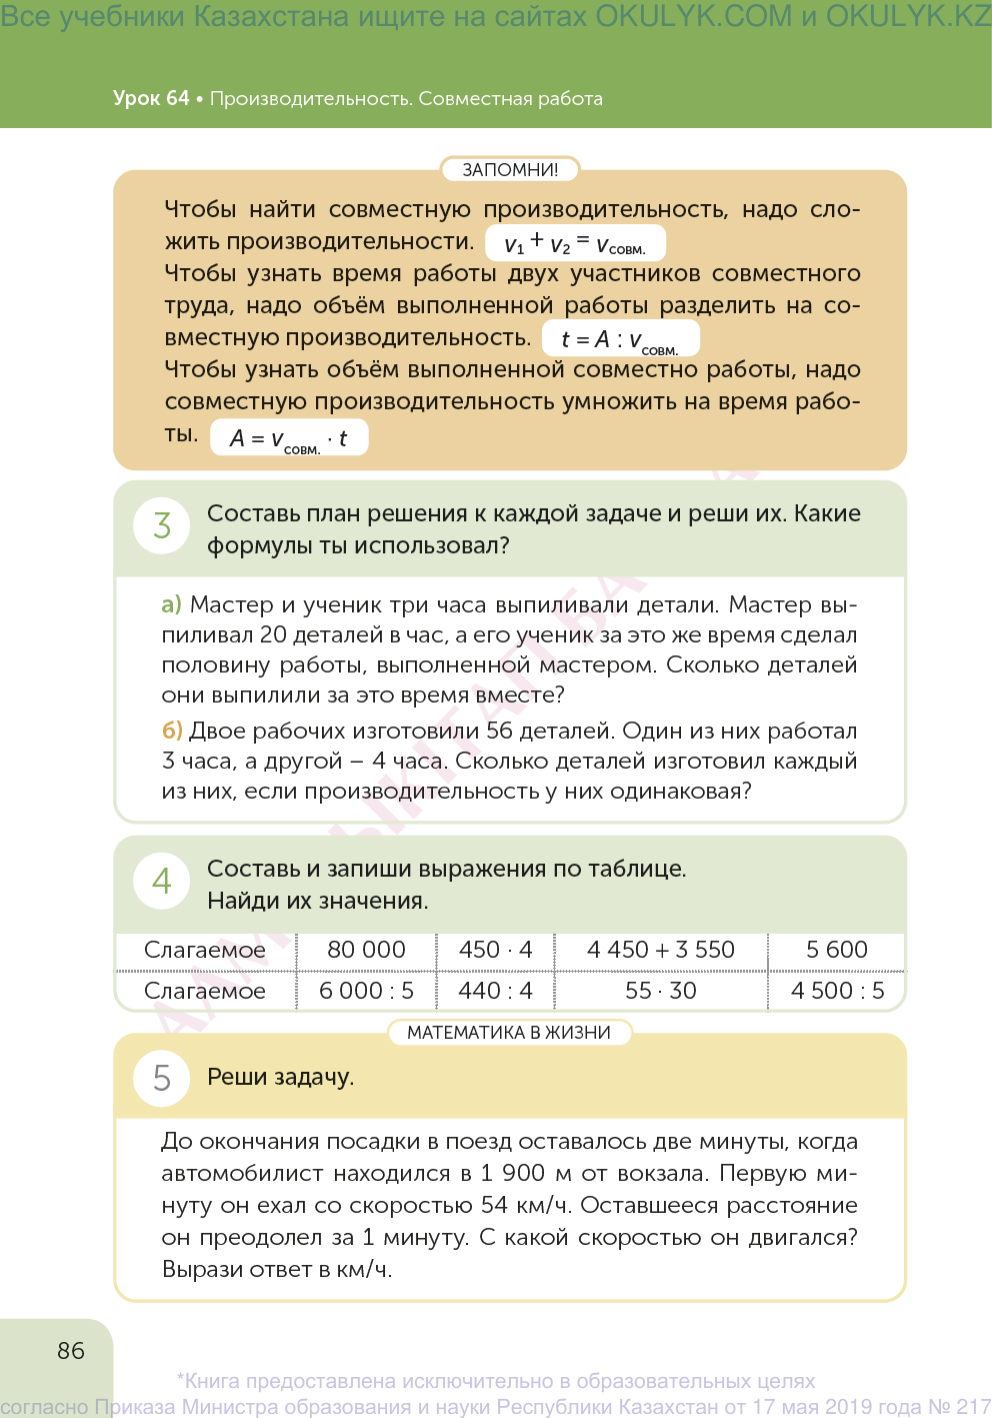 Все учебники Казахстана ищите на сайтах OKULYK.COM и OKULYK.KZ
Урок 64 • Производительность. Совместная работа
ЗАПОМНИ!
Чтобы найти совместную производительность, надо сло-
жить производительности. v₁ + v₂ = vсовм.
Чтобы узнать время работы двух участников совместного
труда, надо объём выполненной работы разделить на со-
вместную производительность. t = A : vсовм.
Чтобы узнать объём выполненной совместно работы, надо
совместную производительность умножить на время рабо-
ты. A = vсовм. · t
3 Составь план решения к каждой задаче и реши их. Какие
формулы ты использовал?
а) Мастер и ученик три часа выпиливали детали. Мастер вы-
пиливал 20 деталей в час, а его ученик за это же время сделал
половину работы, выполненной мастером. Сколько деталей
они выпилили за это время вместе?
б) Двое рабочих изготовили 56 деталей. Один из них работал
3 часа, а другой – 4 часа. Сколько деталей изготовил каждый
из них, если производительность у них одинаковая?
4 Составь и запиши выражения по таблице.
Найди их значения.
Слагаемое 80 000 450 · 4 4 450 + 3 550 5 600
Слагаемое 6 000 : 5 440 : 4 55 · 30 4 500 : 5
МАТЕМАТИКА В ЖИЗНИ
5 Реши задачу.
До окончания посадки в поезд оставалось две минуты, когда
автомобилист находился в 1 900 м от вокзала. Первую ми-
нуту он ехал со скоростью 54 км/ч. Оставшееся расстояние
он преодолел за 1 минуту. С какой скоростью он двигался?
Вырази ответ в км/ч.
86
*Книга предоставлена исключительно в образовательных целях
согласно Приказа Министра образования и науки Республики Казахстан от 17 мая 2019 года № 217